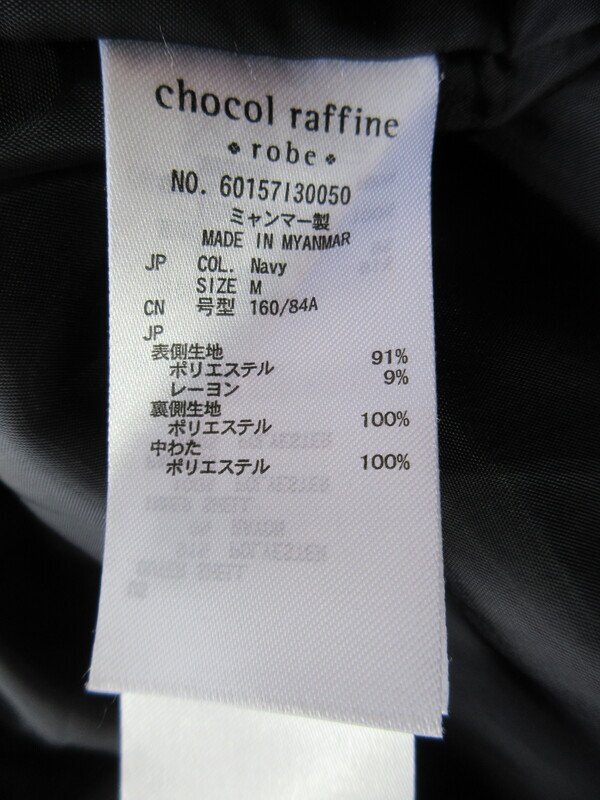 chocol raffine
robe
NO. 60157130050
ミャンマー製
MADE IN MYANMAR
JP COL. Navy
SIZE M
CN 号型 160/84A
JP
表側生地
ポリエステル 91%
レーヨン 9%
裏側生地
ポリエステル 100%
中わた
ポリエステル 100%